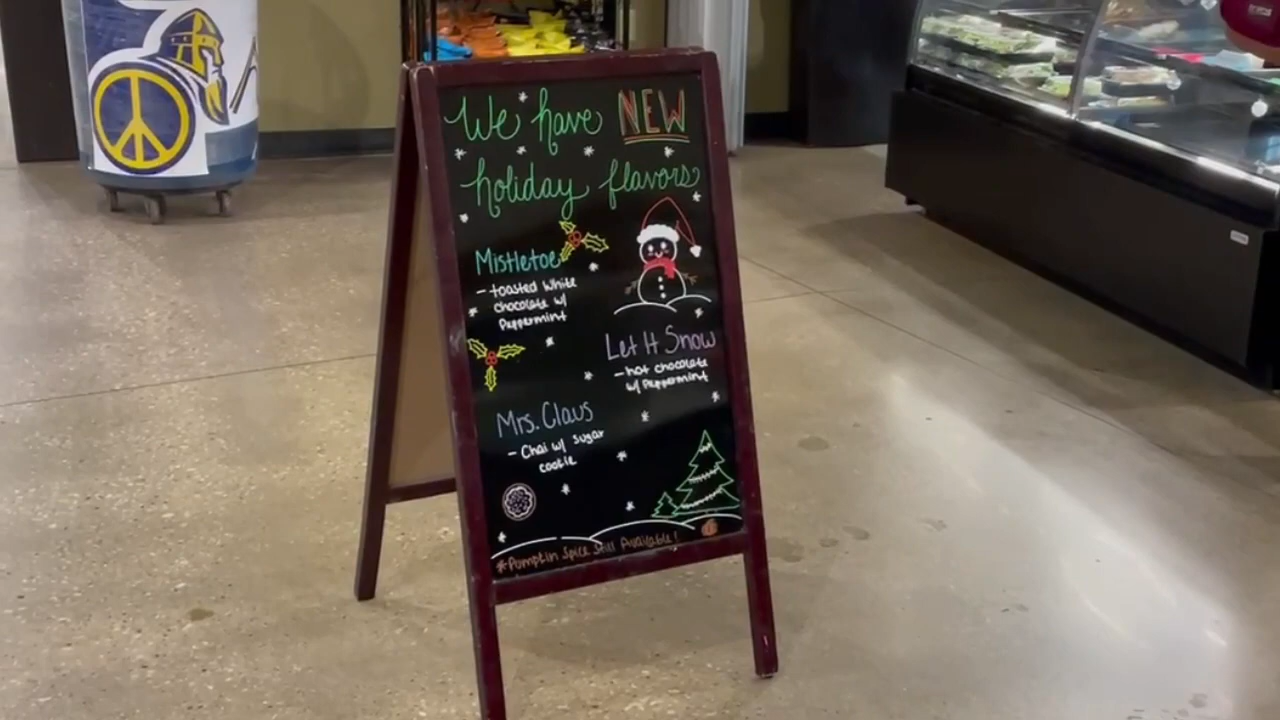 We have NEW
holiday flavors
Mistletoe
- toasted white
chocolate w/
Peppermint
Let It Snow
- hot chocolate
w/ Peppermint
Mrs. Claus
- Chai w/ sugar
cookie
*Pumpkin Spice Still Available!